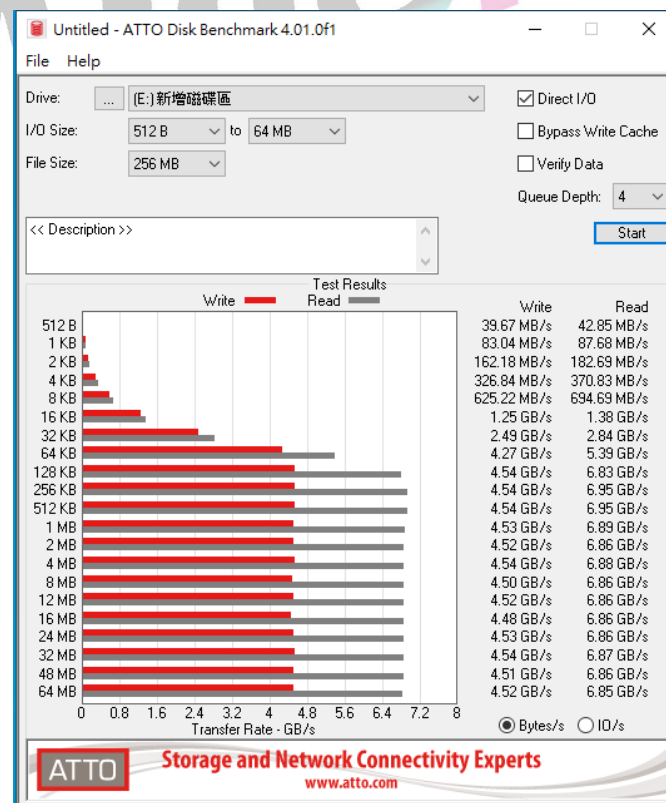 Untitled - ATTO Disk Benchmark 4.01.0f1
File Help
Drive: ... (E:)新增磁碟區 Direct I/O
I/O Size: 512 B to 64 MB Bypass Write Cache
File Size: 256 MB Verify Data
Queue Depth: 4
<< Description >> Start
Test Results
Write Read Write Read
512 B 39.67 MB/s 42.85 MB/s
1 KB 83.04 MB/s 87.68 MB/s
2 KB 162.18 MB/s 182.69 MB/s
4 KB 326.84 MB/s 370.83 MB/s
8 KB 625.22 MB/s 694.69 MB/s
16 KB 1.25 GB/s 1.38 GB/s
32 KB 2.49 GB/s 2.84 GB/s
64 KB 4.27 GB/s 5.39 GB/s
128 KB 4.54 GB/s 6.83 GB/s
256 KB 4.54 GB/s 6.95 GB/s
512 KB 4.54 GB/s 6.95 GB/s
1 MB 4.53 GB/s 6.89 GB/s
2 MB 4.52 GB/s 6.86 GB/s
4 MB 4.54 GB/s 6.88 GB/s
8 MB 4.50 GB/s 6.86 GB/s
12 MB 4.52 GB/s 6.86 GB/s
16 MB 4.48 GB/s 6.86 GB/s
24 MB 4.53 GB/s 6.86 GB/s
32 MB 4.54 GB/s 6.87 GB/s
48 MB 4.51 GB/s 6.86 GB/s
64 MB 4.52 GB/s 6.85 GB/s
0 0.8 1.6 2.4 3.2 4 4.8 5.6 6.4 7.2 8
Transfer Rate - GB/s Bytes/s IO/s
ATTO Storage and Network Connectivity Experts
www.atto.com